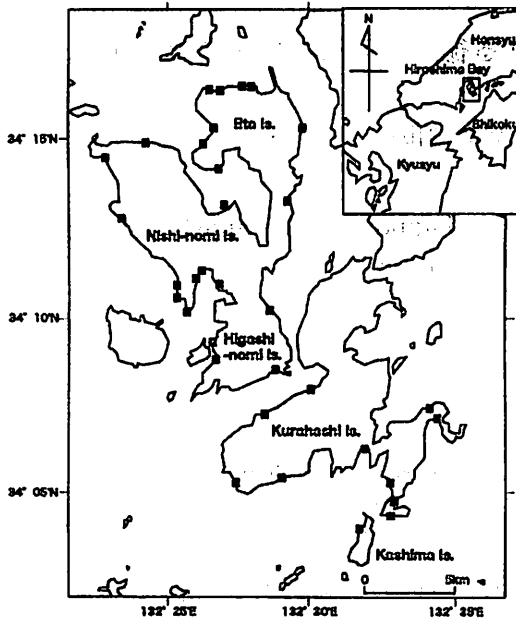 N
Honsyu
Hiroshima Bay
Shikoku
Kyusyu
Eta Is.
34° 15'N
Nishi-nomi Is.
34° 10'N
Higashi
-nomi Is.
Kurahashi Is.
34° 05'N
Kashima Is.
0 5km
132° 25'E 132° 30'E 132° 39'E